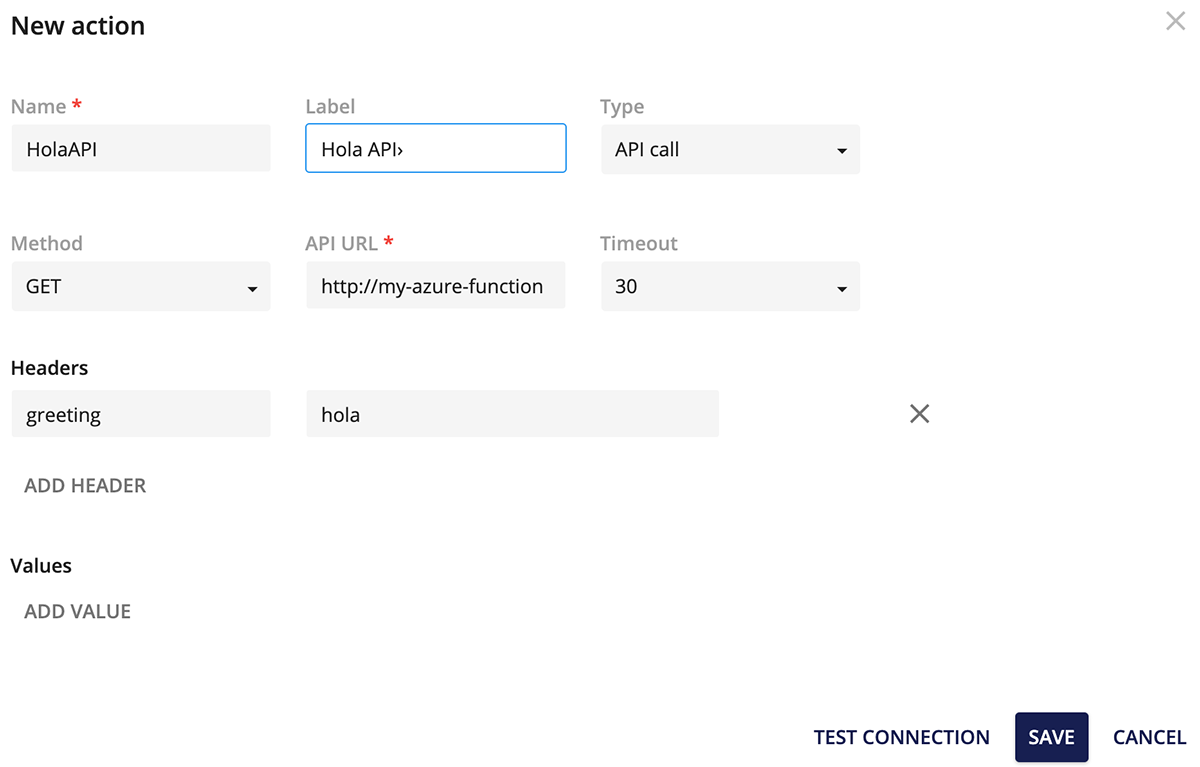 New action
Name * Label Type
HolaAPI Hola API› API call
Method API URL * Timeout
GET http://my-azure-function 30
Headers
greeting hola
ADD HEADER
Values
ADD VALUE
TEST CONNECTION SAVE CANCEL